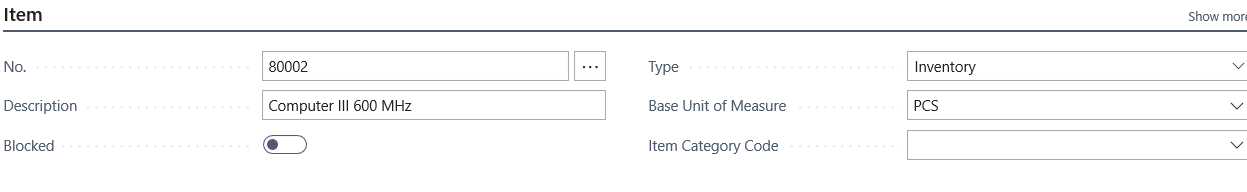 Item
Show more
No.
80002
...
Description
Computer III 600 MHz
Blocked
Type
Inventory
Base Unit of Measure
PCS
Item Category Code